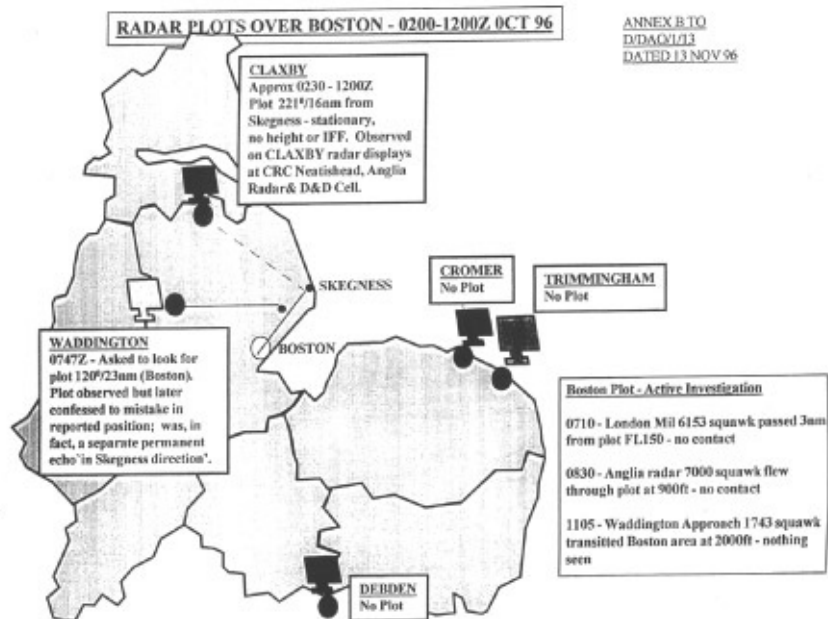 RADAR PLOTS OVER BOSTON - 0200-1200Z 0CT 96
ANNEX B TO
D/DAO/1/13
DATED 13 NOV 96
CLAXBY
Approx 0230 - 1200Z
Plot 221°/16nm from
Skegness - stationary,
no height or IFF. Observed
on CLAXBY radar displays
at CRC Neatishead, Anglia
Radar& D&D Cell.
SKEGNESS
BOSTON
CROMER
No Plot
TRIMMINGHAM
No Plot
WADDINGTON
0747Z - Asked to look for
plot 120°/23nm (Boston).
Plot observed but later
confessed to mistake in
reported position; was, in
fact, a separate permanent
echo`in Skegness direction'.
Boston Plot - Active Investigation
0710 - London Mil 6153 squawk passed 3nm
from plot FL150 - no contact
0830 - Anglia radar 7000 squawk flew
through plot at 900ft - no contact
1105 - Waddington Approach 1743 squawk
transitted Boston area at 2000ft - nothing
seen
DEBDEN
No Plot